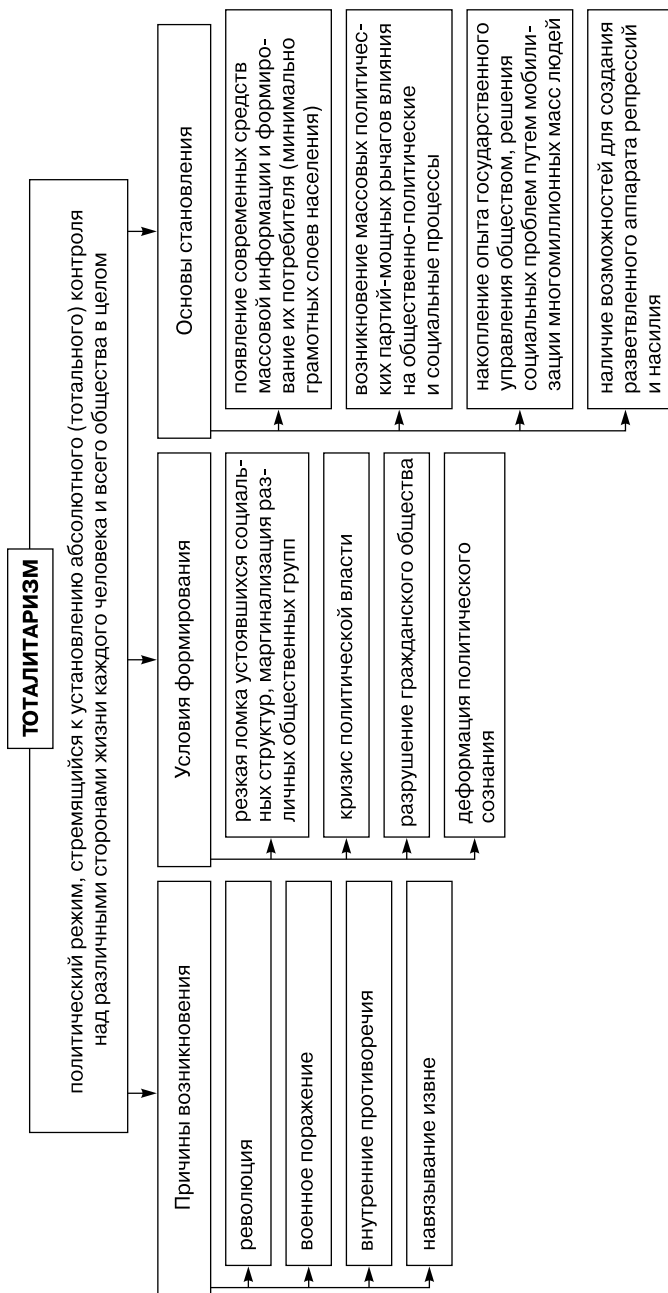 ТОТАЛИТАРИЗМ
политический режим, стремящийся к установлению абсолютного (тотального) контроля
над различными сторонами жизни каждого человека и всего общества в целом
Причины возникновения
революция
военное поражение
внутренние противоречия
навязывание извне
Условия формирования
резкая ломка устоявшихся социаль-
ных структур, маргинализация раз-
личных общественных групп
кризис политической власти
разрушение гражданского общества
деформация политического
сознания
Основы становления
появление современных средств
массовой информации и формиро-
вание их потребителя (минимально
грамотных слоев населения)
возникновение массовых политичес-
ких партий-мощных рычагов влияния
на общественно-политические
и социальные процессы
накопление опыта государственного
управления обществом, решения
социальных проблем путем мобили-
зации многомиллионных масс людей
наличие возможностей для создания
разветвленного аппарата репрессий
и насилия